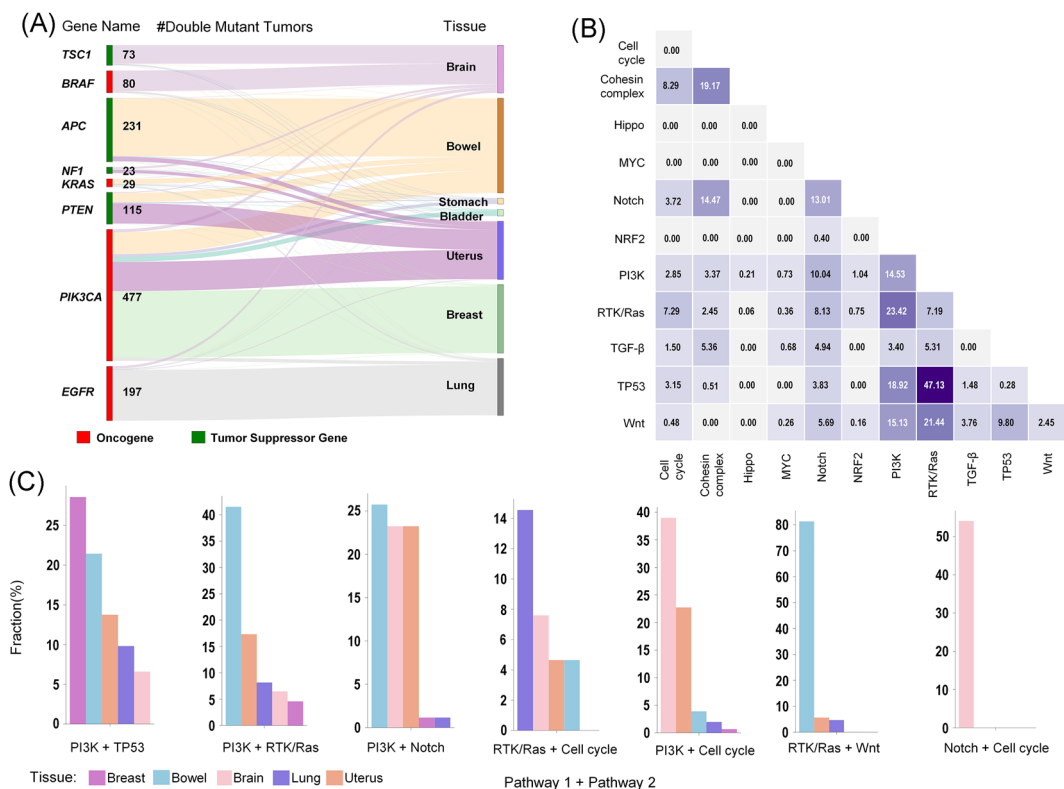 (A)
Gene Name #Double Mutant Tumors Tissue
TSC1 73
BRAF 80
APC 231
NF1 23
KRAS 29
PTEN 115
PIK3CA 477
EGFR 197
Brain
Bowel
Stomach
Bladder
Uterus
Breast
Lung
Oncogene Tumor Suppressor Gene
(B)
Cell cycle 0.00
Cohesin complex 8.29 19.17
Hippo 0.00 0.00 0.00
MYC 0.00 0.00 0.00 0.00
Notch 3.72 14.47 0.00 0.00 13.01
NRF2 0.00 0.00 0.00 0.00 0.40 0.00
PI3K 2.85 3.37 0.21 0.73 10.04 1.04 14.53
RTK/Ras 7.29 2.45 0.06 0.36 8.13 0.75 23.42 7.19
TGF-β 1.50 5.36 0.00 0.68 4.94 0.00 3.40 5.31 0.00
TP53 3.15 0.51 0.00 0.00 3.83 0.00 18.92 47.13 1.48 0.28
Wnt 0.48 0.00 0.00 0.26 5.69 0.16 15.13 21.44 3.76 9.80 2.45
Cell cycle Cohesin complex Hippo MYC Notch NRF2 PI3K RTK/Ras TGF-β TP53 Wnt
(C)
Fraction(%)
25
20
15
10
5
0
PI3K + TP53
40
35
30
25
20
15
10
5
0
PI3K + RTK/Ras
25
20
15
10
5
0
PI3K + Notch
14
12
10
8
6
4
2
0
RTK/Ras + Cell cycle
40
35
30
25
20
15
10
5
0
PI3K + Cell cycle
80
70
60
50
40
30
20
10
0
RTK/Ras + Wnt
50
40
30
20
10
0
Notch + Cell cycle
Tissue: Breast Bowel Brain Lung Uterus
Pathway 1 + Pathway 2